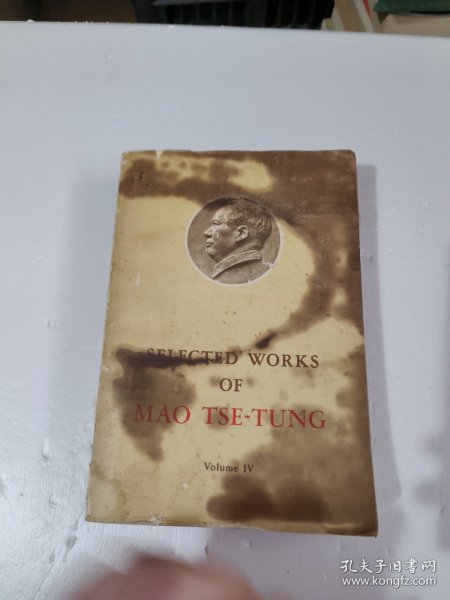 SELECTED WORKS
OF
MAO TSE-TUNG
Volume IV
孔夫子旧书网
www.kongfz.com